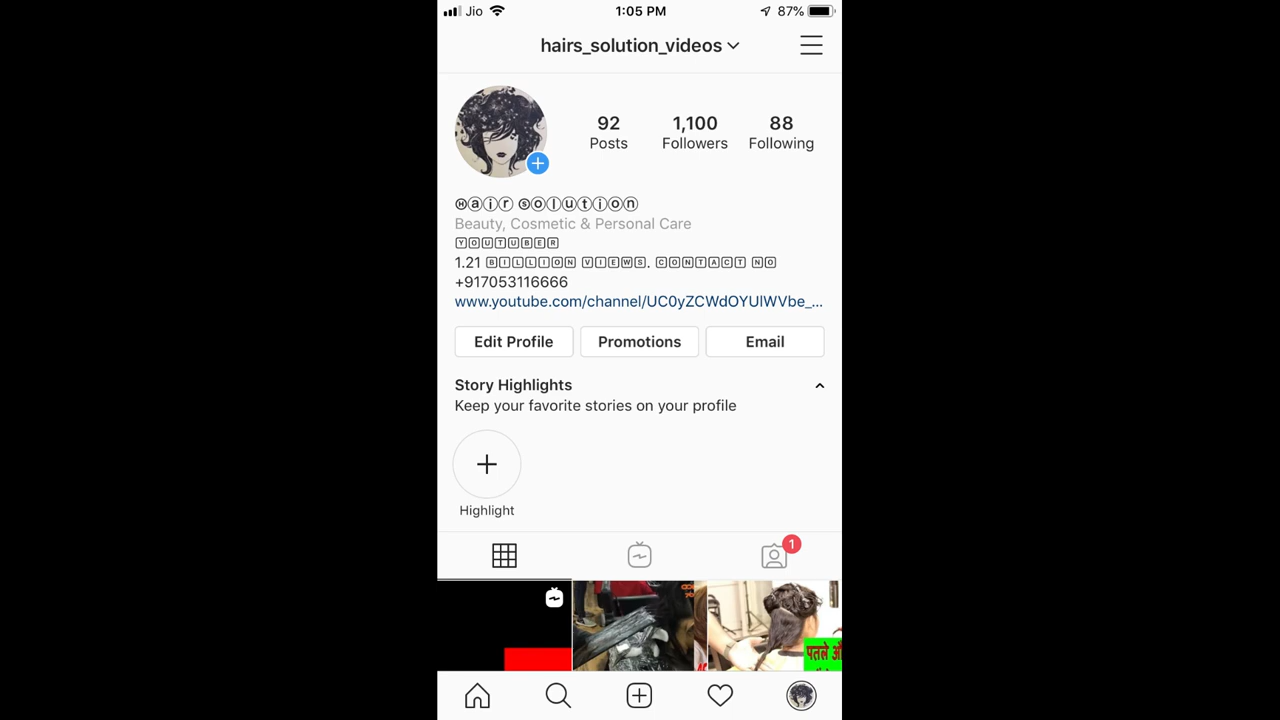 Jio 1:05 PM 87%
hairs_solution_videos
92 1,100 88
Posts Followers Following
Ⓗⓐⓘⓡ ⓢⓞⓛⓤⓣⓘⓞⓝ
Beauty, Cosmetic & Personal Care
🅈🄾🅄🅃🅄🄱🄴🅁
1.21 🄱🄸🄻🄻🄸🄾🄽 🅅🄸🄴🅆🅂. 🄲🄾🄽🅃🄰🄲🅃 🄽🄾
+917053116666
www.youtube.com/channel/UC0yZCWdOYUlWVbe_...
Edit Profile Promotions Email
Story Highlights
Keep your favorite stories on your profile
Highlight
1
पतले औ